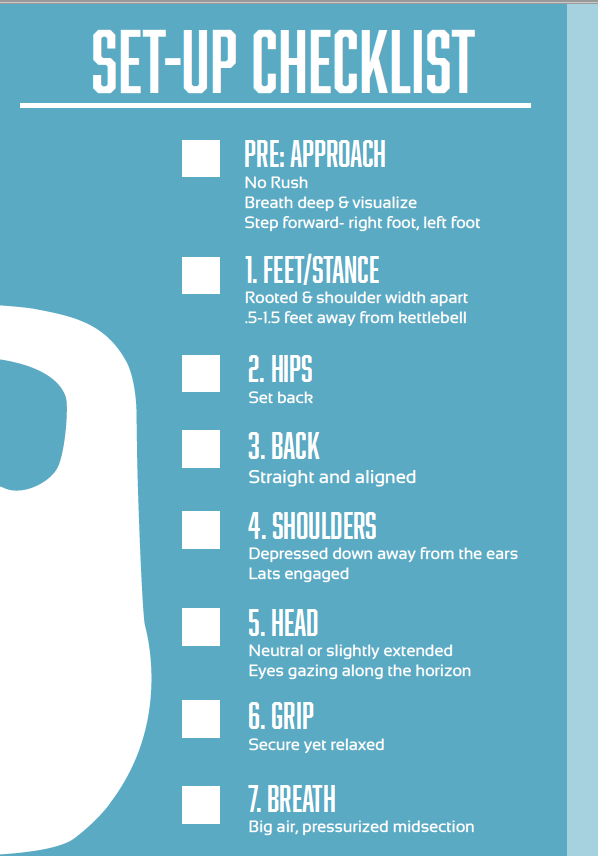 SET-UP CHECKLIST
PRE: APPROACH
No Rush
Breath deep & visualize
Step forward- right foot, left foot
1. FEET/STANCE
Rooted & shoulder width apart
.5-1.5 feet away from kettlebell
2. HIPS
Set back
3. BACK
Straight and aligned
4. SHOULDERS
Depressed down away from the ears
Lats engaged
5. HEAD
Neutral or slightly extended
Eyes gazing along the horizon
6. GRIP
Secure yet relaxed
7. BREATH
Big air, pressurized midsection